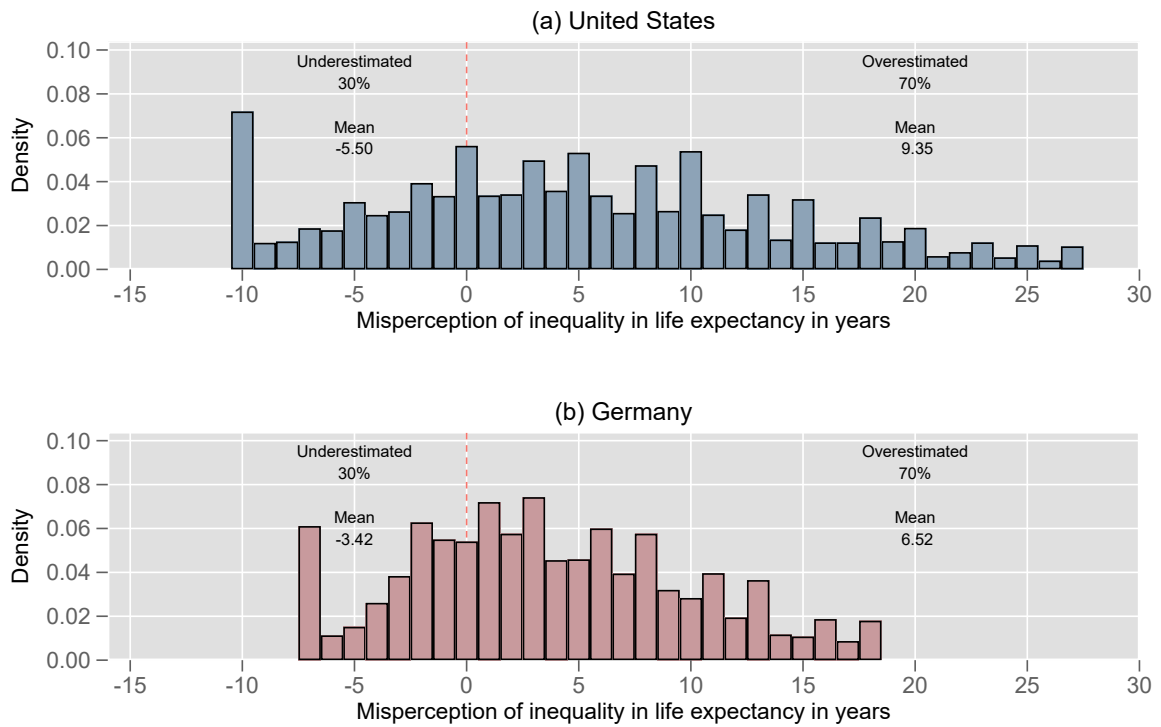 (a) United States
0.10
0.08
0.06
0.04
0.02
0.00
Density
Underestimated
30%
Mean
-5.50
Overestimated
70%
Mean
9.35
-15 -10 -5 0 5 10 15 20 25 30
Misperception of inequality in life expectancy in years
(b) Germany
0.10
0.08
0.06
0.04
0.02
0.00
Density
Underestimated
30%
Mean
-3.42
Overestimated
70%
Mean
6.52
-15 -10 -5 0 5 10 15 20 25 30
Misperception of inequality in life expectancy in years